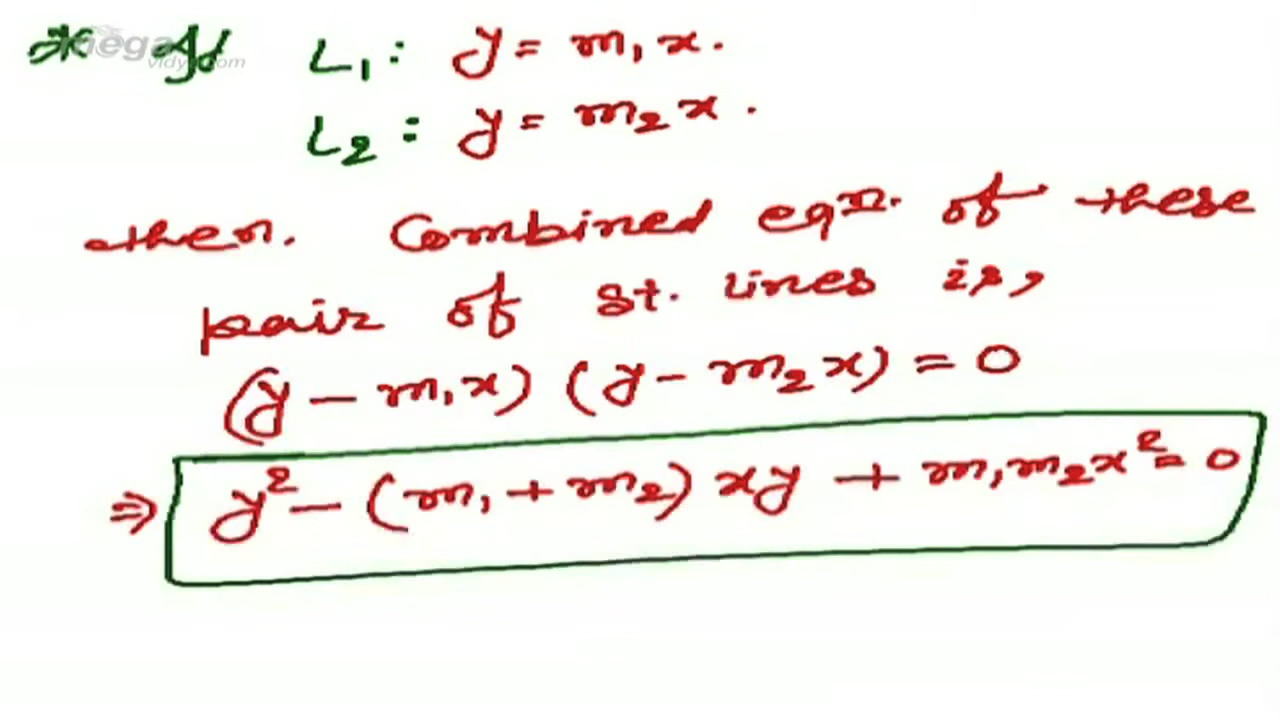 * If L₁ : y = m₁x.
L₂ : y = m₂x.
then. Combined eqn. of these
pair of st. lines is,
(y - m₁x) (y - m₂x) = 0
⇒ y² - (m₁ + m₂) xy + m₁m₂x² = 0